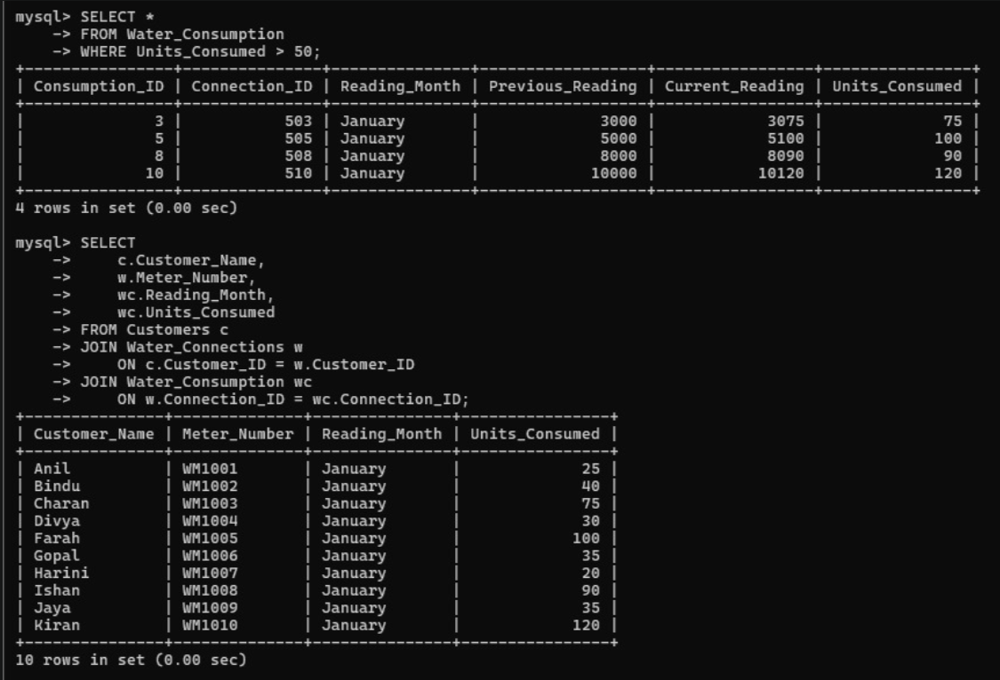 mysql> SELECT *
    -> FROM Water_Consumption
    -> WHERE Units_Consumed > 50;
+----------------+---------------+---------------+------------------+-----------------+----------------+
| Consumption_ID | Connection_ID | Reading_Month | Previous_Reading | Current_Reading | Units_Consumed |
+----------------+---------------+---------------+------------------+-----------------+----------------+
|              3 |           503 | January       |             3000 |            3075 |             75 |
|              5 |           505 | January       |             5000 |            5100 |            100 |
|              8 |           508 | January       |             8000 |            8090 |             90 |
|             10 |           510 | January       |            10000 |           10120 |            120 |
+----------------+---------------+---------------+------------------+-----------------+----------------+
4 rows in set (0.00 sec)

mysql> SELECT
    ->     c.Customer_Name,
    ->     w.Meter_Number,
    ->     wc.Reading_Month,
    ->     wc.Units_Consumed
    -> FROM Customers c
    -> JOIN Water_Connections w
    ->     ON c.Customer_ID = w.Customer_ID
    -> JOIN Water_Consumption wc
    ->     ON w.Connection_ID = wc.Connection_ID;
+---------------+--------------+---------------+----------------+
| Customer_Name | Meter_Number | Reading_Month | Units_Consumed |
+---------------+--------------+---------------+----------------+
| Anil          | WM1001       | January       |             25 |
| Bindu         | WM1002       | January       |             40 |
| Charan        | WM1003       | January       |             75 |
| Divya         | WM1004       | January       |             30 |
| Farah         | WM1005       | January       |            100 |
| Gopal         | WM1006       | January       |             35 |
| Harini        | WM1007       | January       |             20 |
| Ishan         | WM1008       | January       |             90 |
| Jaya          | WM1009       | January       |             35 |
| Kiran         | WM1010       | January       |            120 |
+---------------+--------------+---------------+----------------+
10 rows in set (0.00 sec)